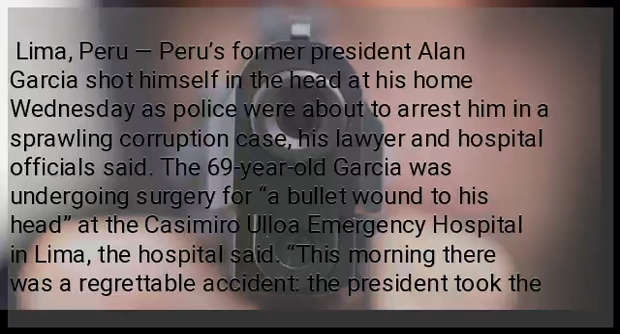 Lima, Peru — Peru’s former president Alan
Garcia shot himself in the head at his home
Wednesday as police were about to arrest him in a
sprawling corruption case, his lawyer and hospital
officials said. The 69-year-old Garcia was
undergoing surgery for “a bullet wound to his
head” at the Casimiro Ulloa Emergency Hospital
in Lima, the hospital said. “This morning there
was a regrettable accident: the president took the